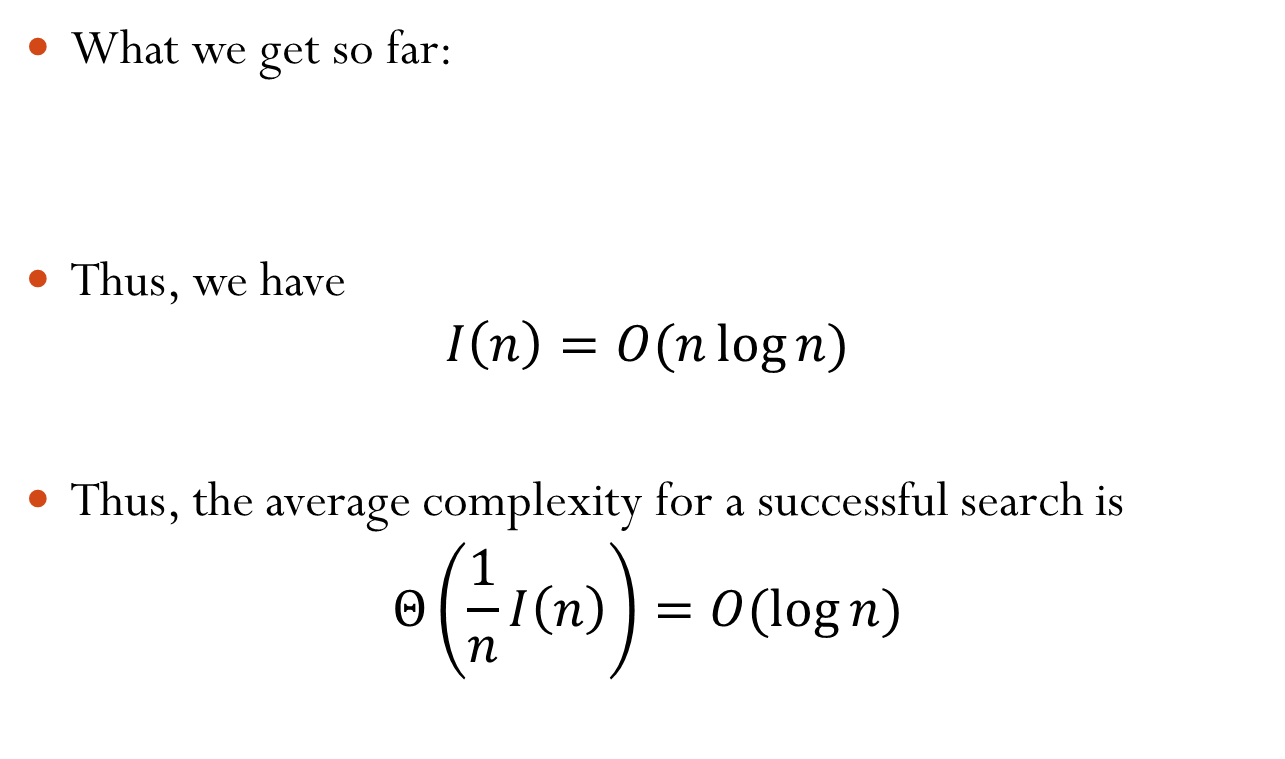 • What we get so far:
• Thus, we have
I(n) = O(n log n)
• Thus, the average complexity for a successful search is
Θ(1/n I(n)) = O(log n)